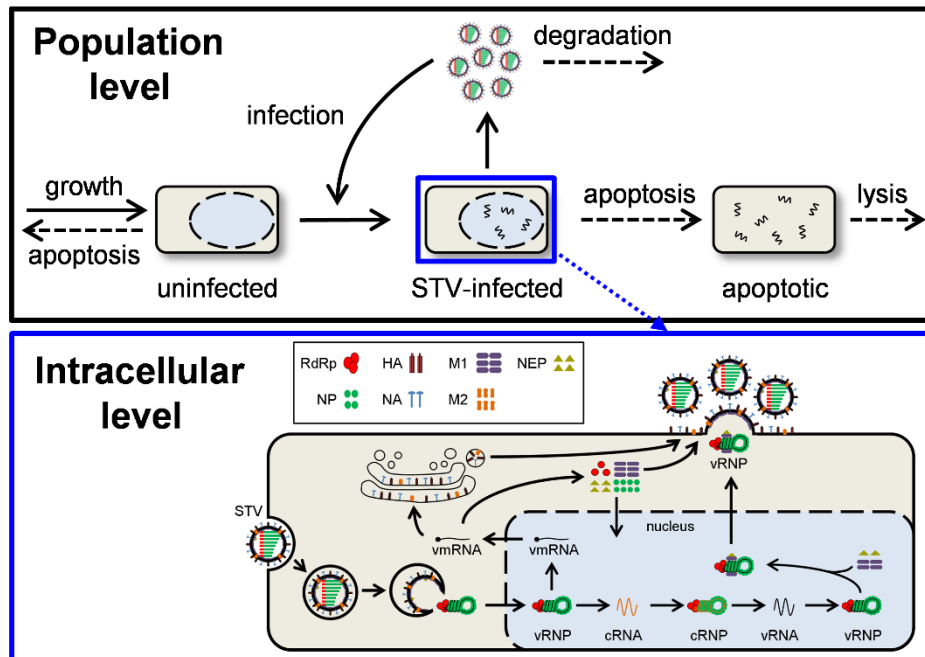 Population
level
degradation
infection
growth
apoptosis
apoptosis
lysis
uninfected
STV-infected
apoptotic
Intracellular
level
RdRp
HA
M1
NEP
NP
NA
M2
vRNP
STV
nucleus
vmRNA
vmRNA
vRNP
cRNA
cRNP
vRNA
vRNP